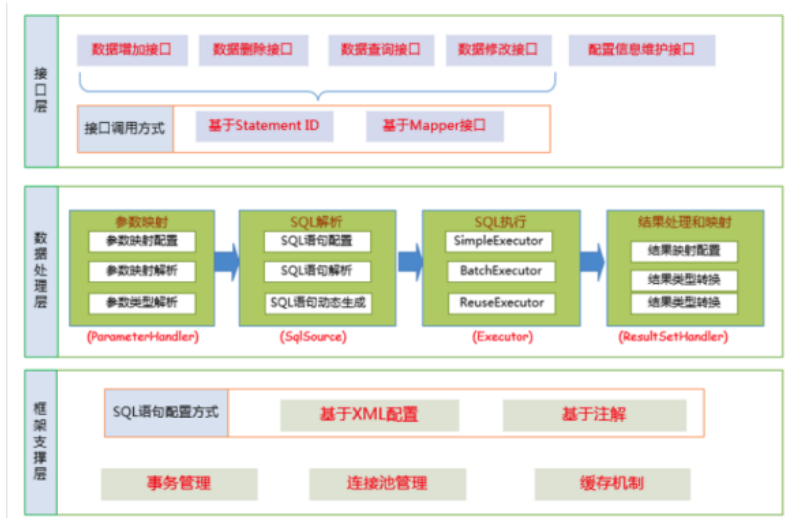 接口层
数据增加接口
数据删除接口
数据查询接口
数据修改接口
配置信息维护接口
接口调用方式
基于Statement ID
基于Mapper接口
数据处理层
参数映射
参数映射配置
参数映射解析
参数类型解析
(ParameterHandler)
SQL解析
SQL语句配置
SQL语句解析
SQL语句动态生成
(SqlSource)
SQL执行
SimpleExecutor
BatchExecutor
ReuseExecutor
(Executor)
结果处理和映射
结果映射配置
结果类型转换
结果类型转换
(ResultSetHandler)
框架支撑层
SQL语句配置方式
基于XML配置
基于注解
事务管理
连接池管理
缓存机制